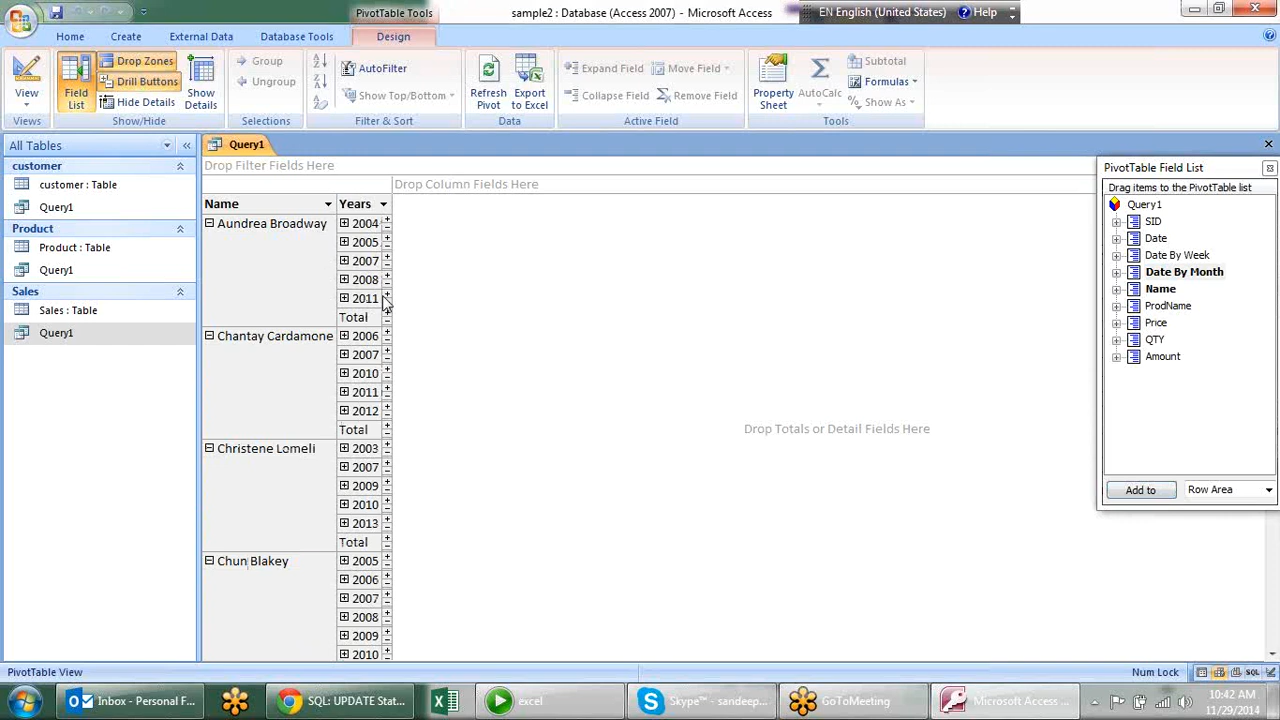 PivotTable Tools
sample2 : Database (Access 2007) - Microsoft Access
EN English (United States)
Help
Home
Create
External Data
Database Tools
Design
View
Field List
Drop Zones
Drill Buttons
Hide Details
Show Details
Group
Ungroup
AutoFilter
Show Top/Bottom
Refresh Pivot
Export to Excel
Expand Field
Collapse Field
Move Field
Remove Field
Property Sheet
AutoCalc
Subtotal
Formulas
Show As
Views
Show/Hide
Selections
Filter & Sort
Data
Active Field
Tools
All Tables
customer
customer : Table
Query1
Product
Product : Table
Query1
Sales
Sales : Table
Query1
Query1
Drop Filter Fields Here
Drop Column Fields Here
Name Years
Aundrea Broadway 2004
2005
2007
2008
2011
Total
Chantay Cardamone 2006
2007
2010
2011
2012
Total
Christene Lomeli 2003
2007
2009
2010
2013
Total
Chun Blakey 2005
2006
2007
2008
2009
2010
Drop Totals or Detail Fields Here
PivotTable Field List
Drag items to the PivotTable list
Query1
SID
Date
Date By Week
Date By Month
Name
ProdName
Price
QTY
Amount
Add to
Row Area
PivotTable View
Num Lock
SQL
Inbox - Personal F...
SQL: UPDATE Stat...
excel
Skype™ - sandeep...
GoToMeeting
Microsoft Access ...
10:42 AM
11/29/2014